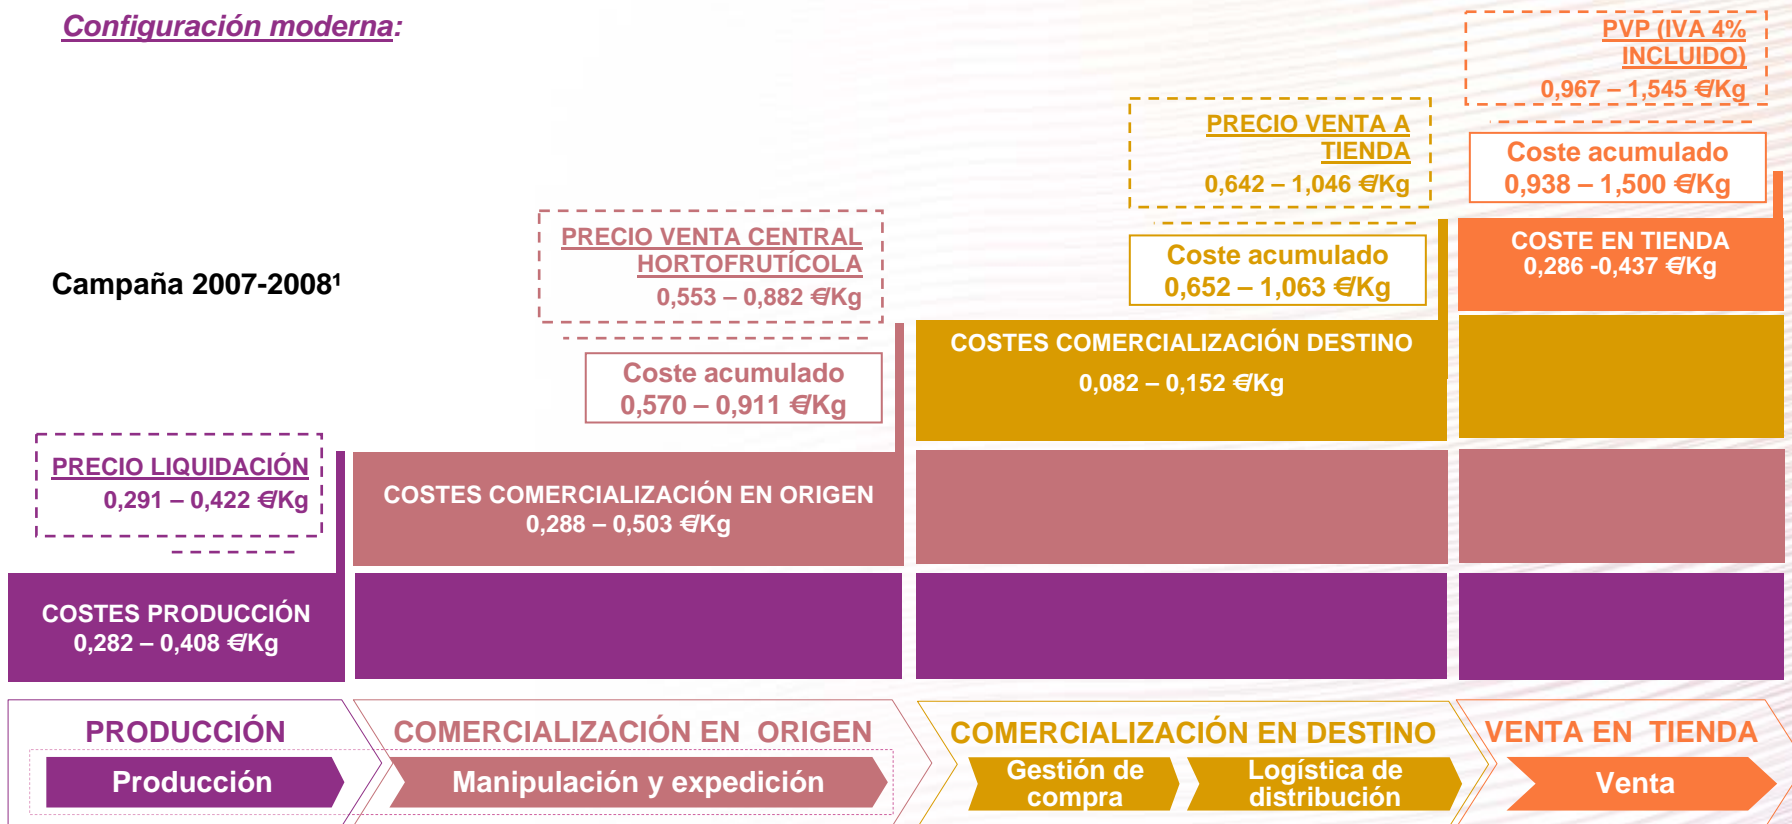 Configuración moderna:
Campaña 2007-2008¹
PRECIO LIQUIDACIÓN
0,291 – 0,422 €/Kg
COSTES PRODUCCIÓN
0,282 – 0,408 €/Kg
PRECIO VENTA CENTRAL
HORTOFRUTÍCOLA
0,553 – 0,882 €/Kg
Coste acumulado
0,570 – 0,911 €/Kg
COSTES COMERCIALIZACIÓN EN ORIGEN
0,288 – 0,503 €/Kg
PRECIO VENTA A
TIENDA
0,642 – 1,046 €/Kg
Coste acumulado
0,652 – 1,063 €/Kg
COSTES COMERCIALIZACIÓN DESTINO
0,082 – 0,152 €/Kg
PVP (IVA 4%
INCLUIDO)
0,967 – 1,545 €/Kg
Coste acumulado
0,938 – 1,500 €/Kg
COSTE EN TIENDA
0,286 -0,437 €/Kg
PRODUCCIÓN
Producción
COMERCIALIZACIÓN EN ORIGEN
Manipulación y expedición
COMERCIALIZACIÓN EN DESTINO
Gestión de
compra
Logística de
distribución
VENTA EN TIENDA
Venta